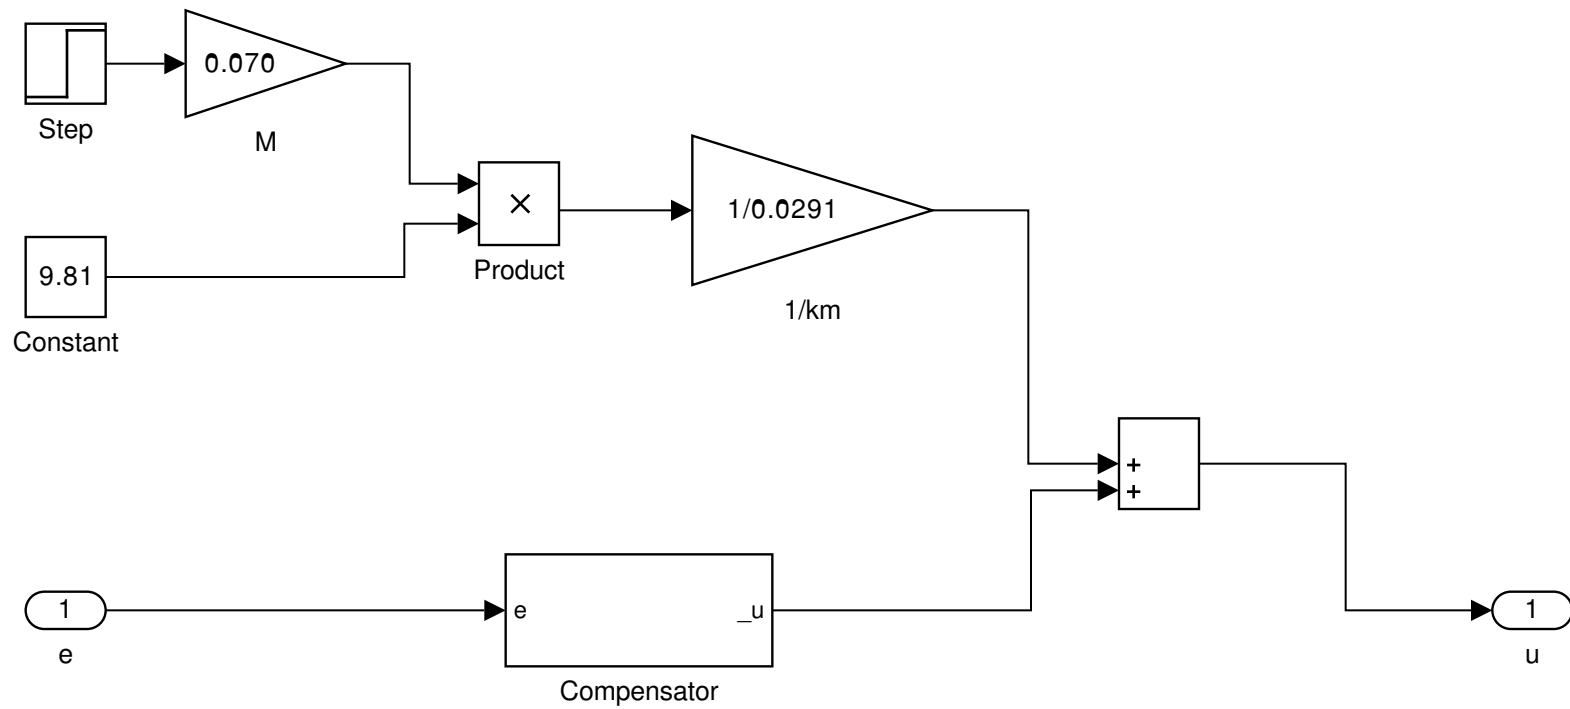 0.070
Step
M
×
1/0.0291
9.81
Product
1/km
Constant
+
+
1
e
_u
1
e
u
Compensator